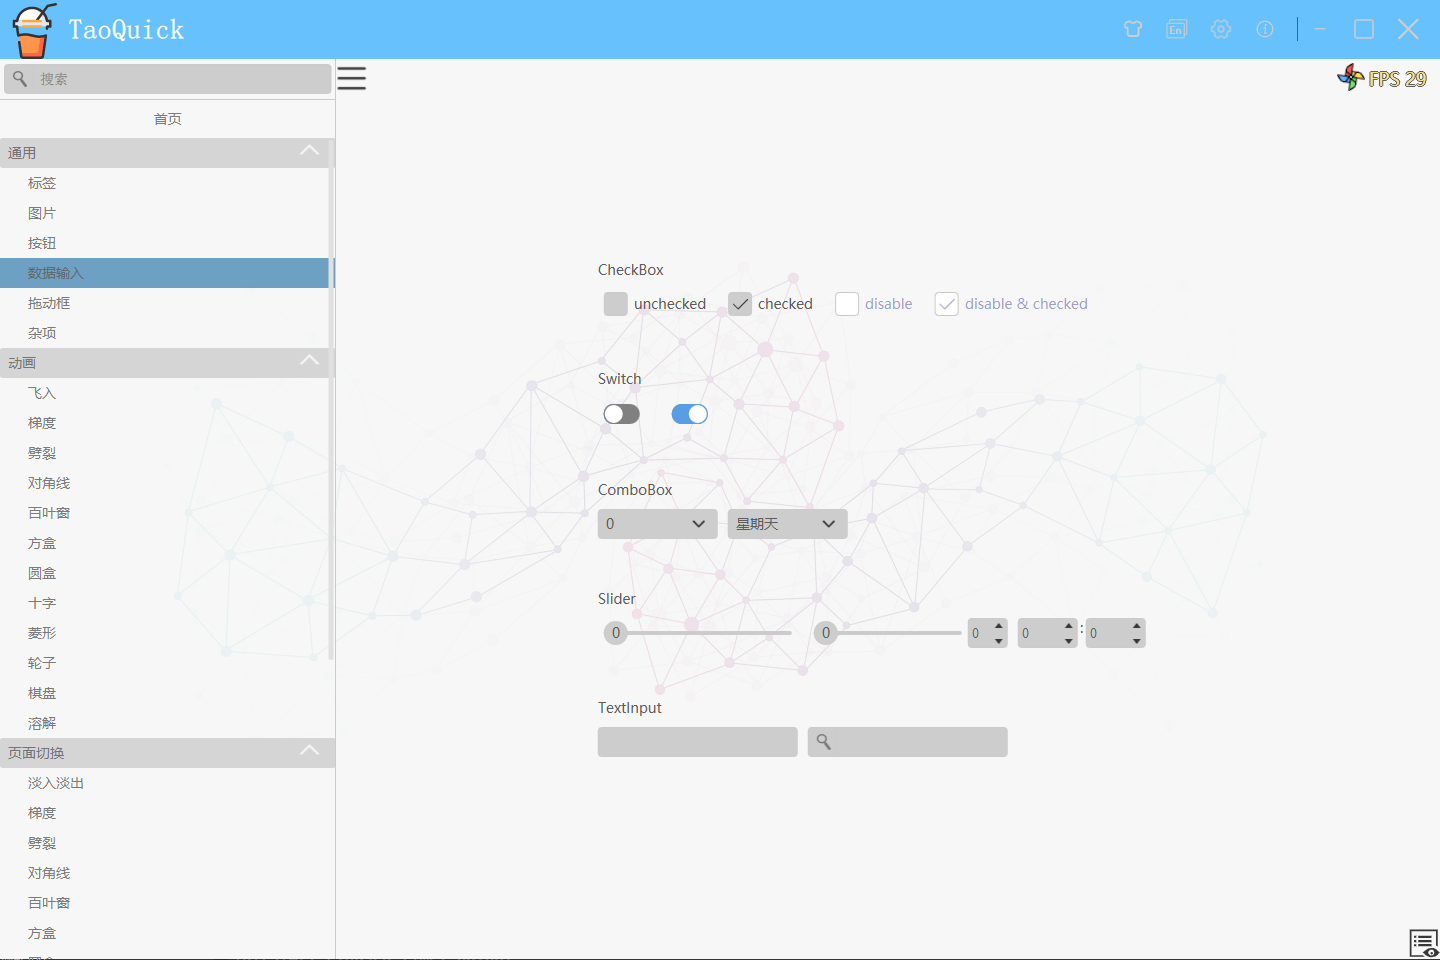 TaoQuick
En
搜索
FPS 29
首页
通用
标签
图片
按钮
数据输入
拖动框
杂项
动画
飞入
梯度
劈裂
对角线
百叶窗
方盒
圆盒
十字
菱形
轮子
棋盘
溶解
页面切换
淡入淡出
梯度
劈裂
对角线
百叶窗
方盒
CheckBox
unchecked checked disable disable & checked
Switch
ComboBox
0 星期天
Slider
0 0 0 0 : 0
TextInput